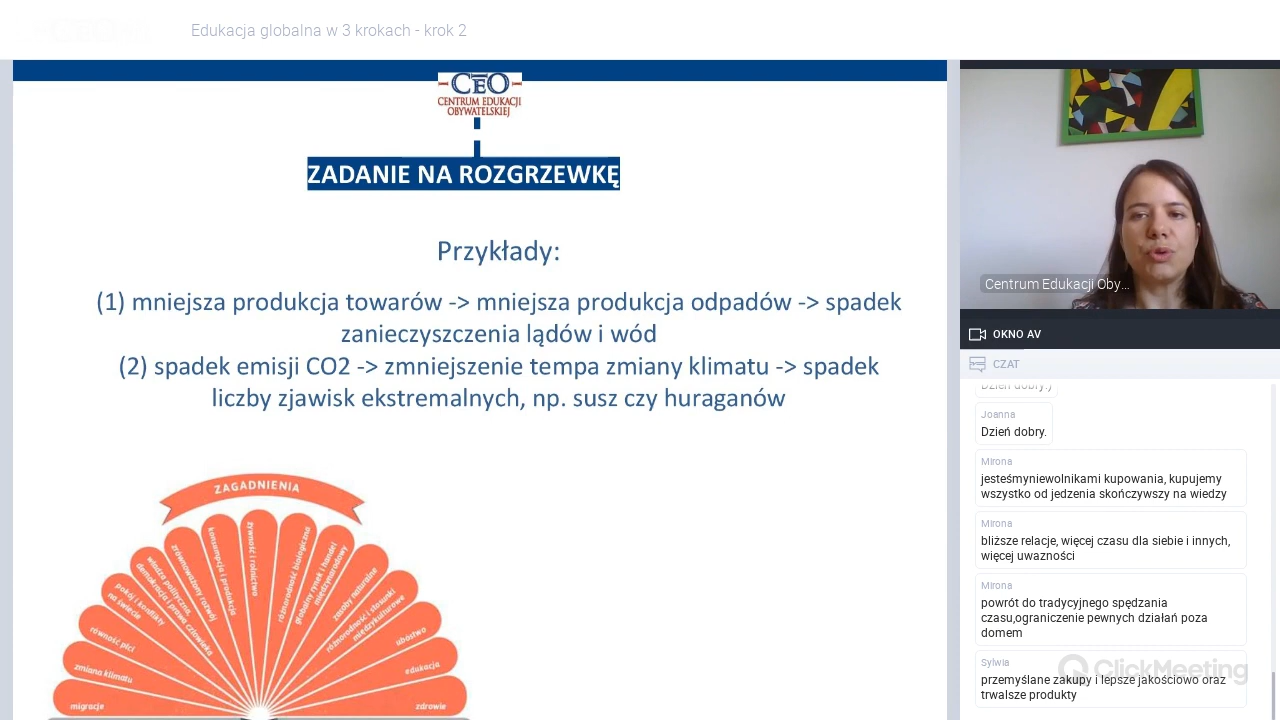 Edukacja globalna w 3 krokach - krok 2
CEO
CENTRUM EDUKACJI
OBYWATELSKIEJ
ZADANIE NA ROZGRZEWKĘ
Przykłady:
(1) mniejsza produkcja towarów -> mniejsza produkcja odpadów -> spadek
zanieczyszczenia lądów i wód
(2) spadek emisji CO2 -> zmniejszenie tempa zmiany klimatu -> spadek
liczby zjawisk ekstremalnych, np. susz czy huraganów
ZAGADNIENIA
migracje
zmiana klimatu
równość płci
pokój i konflikty
na świecie
władza polityczna,
demokracja i prawa człowieka
zrównoważony rozwój
konsumpcja i produkcja
żywność i rolnictwo
różnorodność biologiczna
globalny rynek i handel
międzynarodowy
zasoby naturalne
różnorodność i stosunki
międzykulturowe
ubóstwo
edukacja
zdrowie
Centrum Edukacji Oby...
OKNO AV
CZAT
Dzień dobry:)
Joanna
Dzień dobry.
Mirona
jesteśmyniewolnikami kupowania, kupujemy
wszystko od jedzenia skończywszy na wiedzy
Mirona
bliższe relacje, więcej czasu dla siebie i innych,
więcej uwazności
Mirona
powrót do tradycyjnego spędzania
czasu,ograniczenie pewnych działań poza
domem
Sylwia
przemyślane zakupy i lepsze jakościowo oraz
trwalsze produkty
ClickMeeting